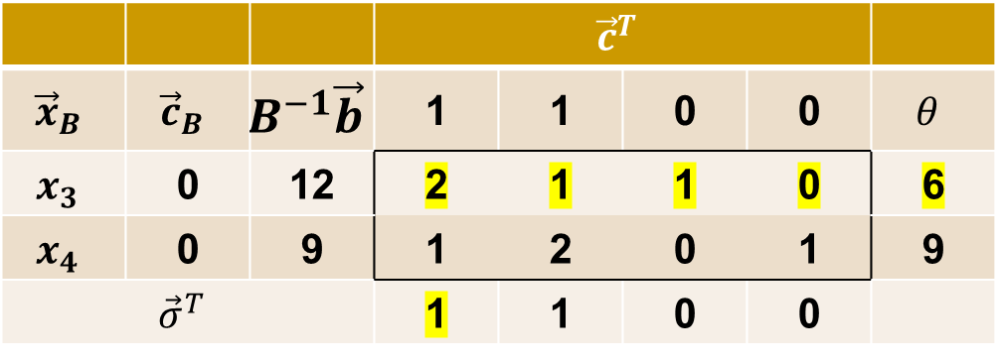 $\vec{c}^T$
$\vec{x}_B$ $\vec{c}_B$ $B^{-1}\vec{b}$ 1 1 0 0 $\theta$
$x_3$ 0 12 2 1 1 0 6
$x_4$ 0 9 1 2 0 1 9
$\vec{\sigma}^T$ 1 1 0 0